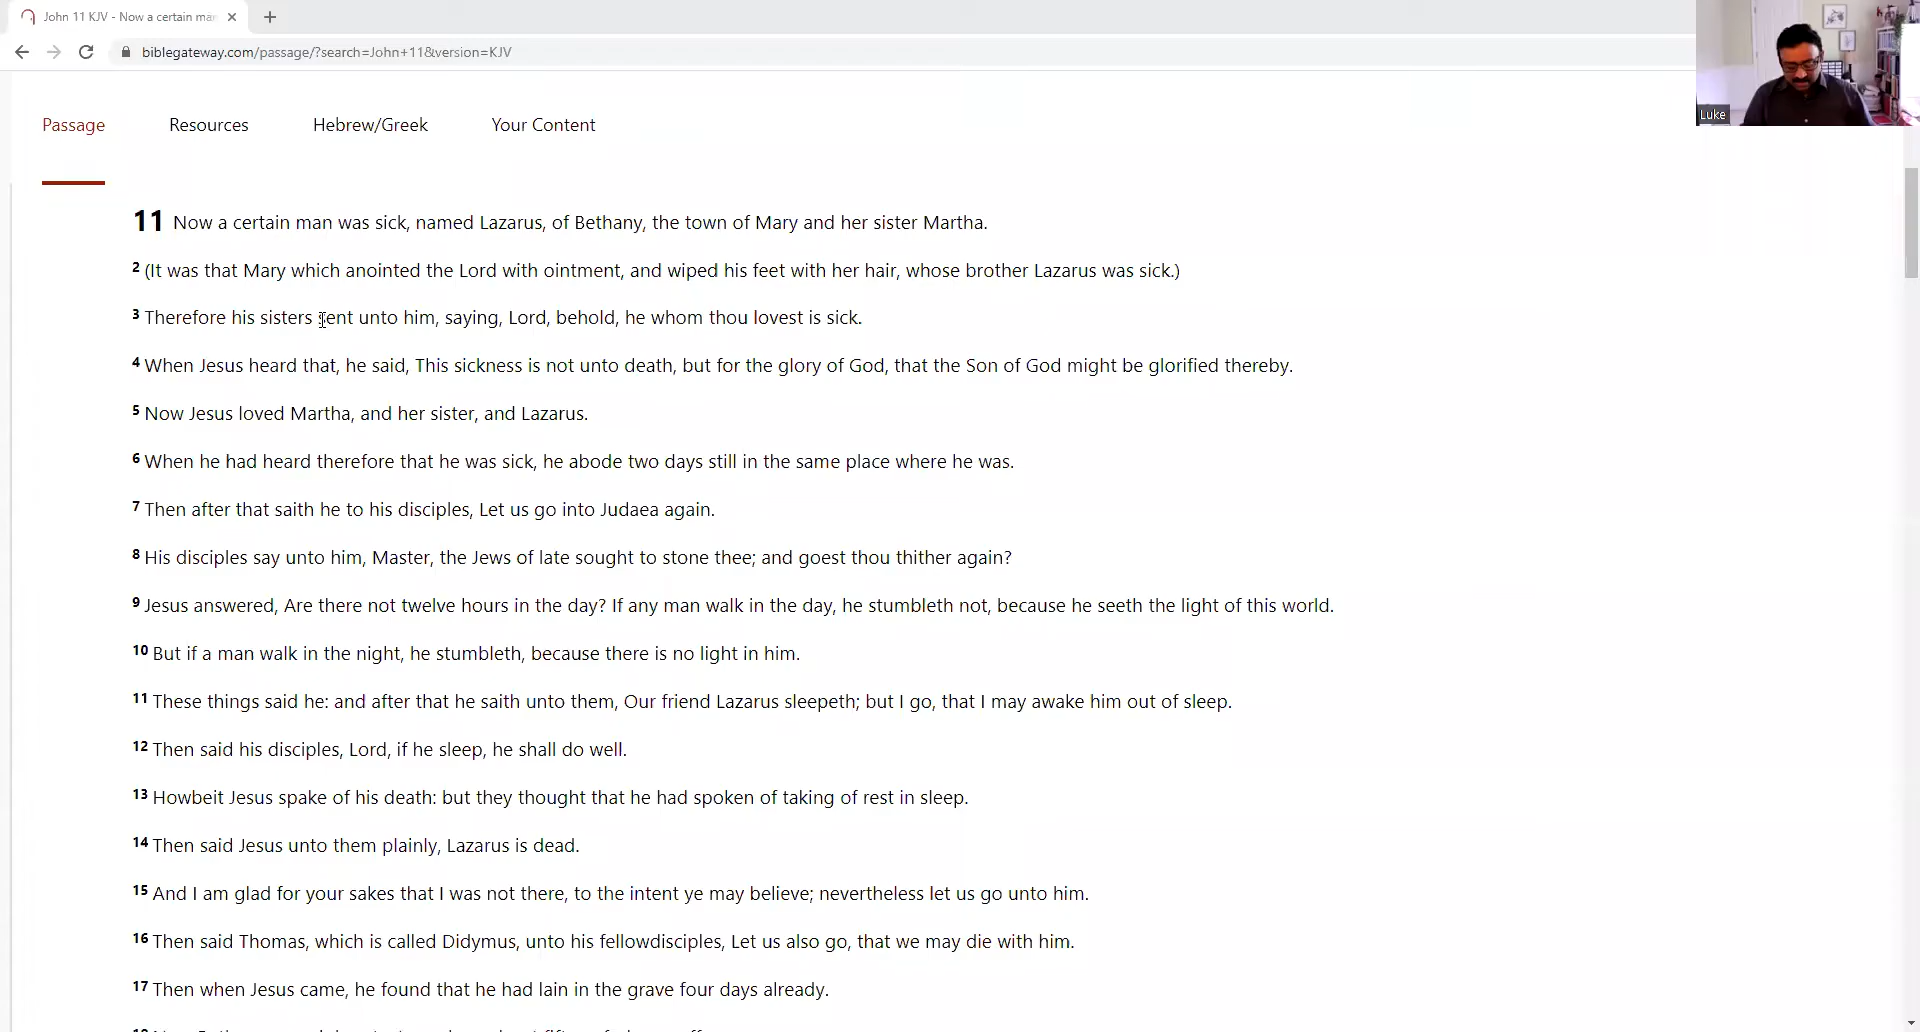 John 11 KJV - Now a certain man
biblegateway.com/passage/?search=John+11&version=KJV
Luke
Passage Resources Hebrew/Greek Your Content
11 Now a certain man was sick, named Lazarus, of Bethany, the town of Mary and her sister Martha.
2 (It was that Mary which anointed the Lord with ointment, and wiped his feet with her hair, whose brother Lazarus was sick.)
3 Therefore his sisters sent unto him, saying, Lord, behold, he whom thou lovest is sick.
4 When Jesus heard that, he said, This sickness is not unto death, but for the glory of God, that the Son of God might be glorified thereby.
5 Now Jesus loved Martha, and her sister, and Lazarus.
6 When he had heard therefore that he was sick, he abode two days still in the same place where he was.
7 Then after that saith he to his disciples, Let us go into Judaea again.
8 His disciples say unto him, Master, the Jews of late sought to stone thee; and goest thou thither again?
9 Jesus answered, Are there not twelve hours in the day? If any man walk in the day, he stumbleth not, because he seeth the light of this world.
10 But if a man walk in the night, he stumbleth, because there is no light in him.
11 These things said he: and after that he saith unto them, Our friend Lazarus sleepeth; but I go, that I may awake him out of sleep.
12 Then said his disciples, Lord, if he sleep, he shall do well.
13 Howbeit Jesus spake of his death: but they thought that he had spoken of taking of rest in sleep.
14 Then said Jesus unto them plainly, Lazarus is dead.
15 And I am glad for your sakes that I was not there, to the intent ye may believe; nevertheless let us go unto him.
16 Then said Thomas, which is called Didymus, unto his fellowdisciples, Let us also go, that we may die with him.
17 Then when Jesus came, he found that he had lain in the grave four days already.